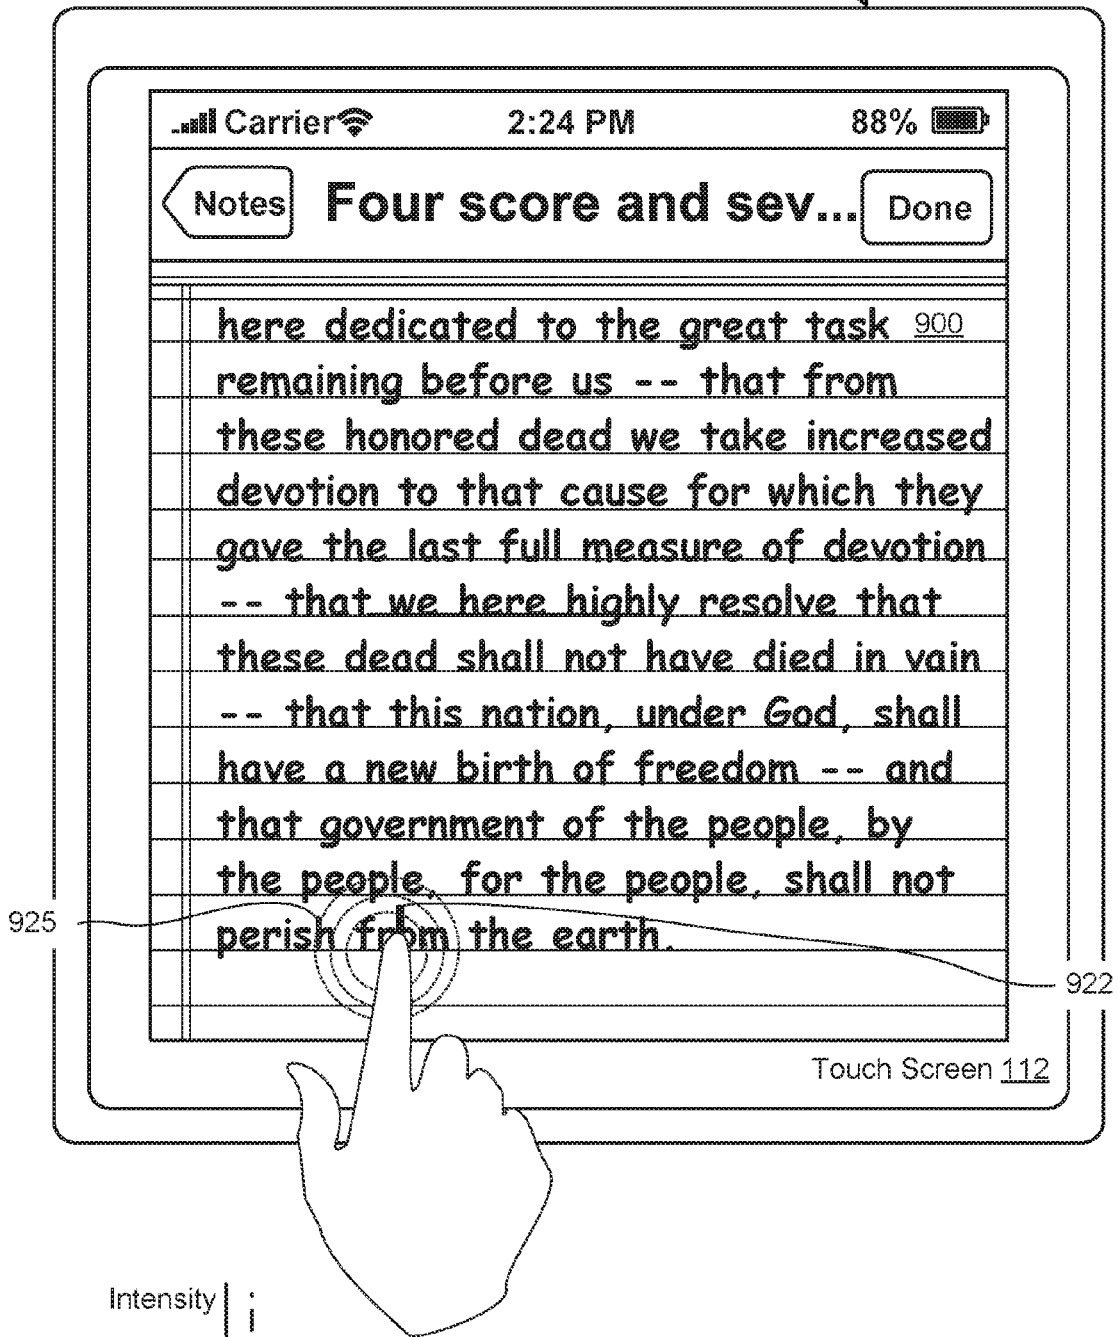 Carrier 2:24 PM 88%
Notes Four score and sev... Done
here dedicated to the great task 900
remaining before us -- that from
these honored dead we take increased
devotion to that cause for which they
gave the last full measure of devotion
-- that we here highly resolve that
these dead shall not have died in vain
-- that this nation, under God, shall
have a new birth of freedom -- and
that government of the people, by
the people, for the people, shall not
925
perish from the earth.
922
Touch Screen 112
Intensity